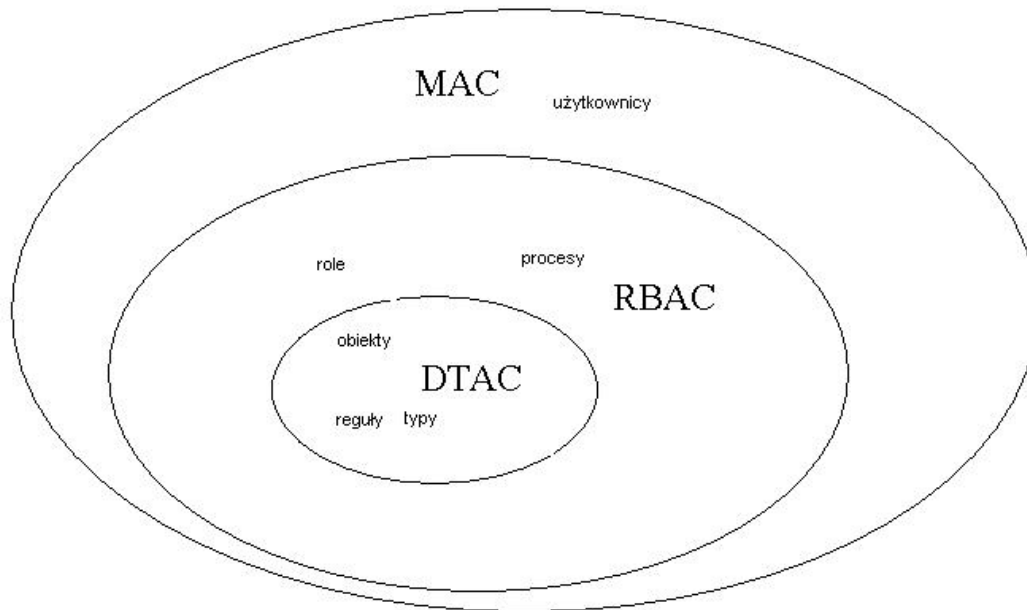 MAC
użytkownicy
role
procesy
RBAC
obiekty
DTAC
reguły typy